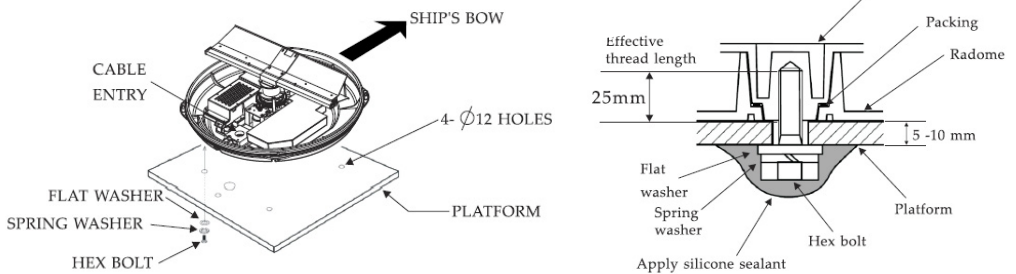 SHIP'S BOW
CABLE
ENTRY
4- Ø12 HOLES
FLAT WASHER
SPRING WASHER
HEX BOLT
PLATFORM
Packing
Radome
Effective
thread length
25mm
5 -10 mm
Flat
washer
Spring
washer
Platform
Hex bolt
Apply silicone sealant